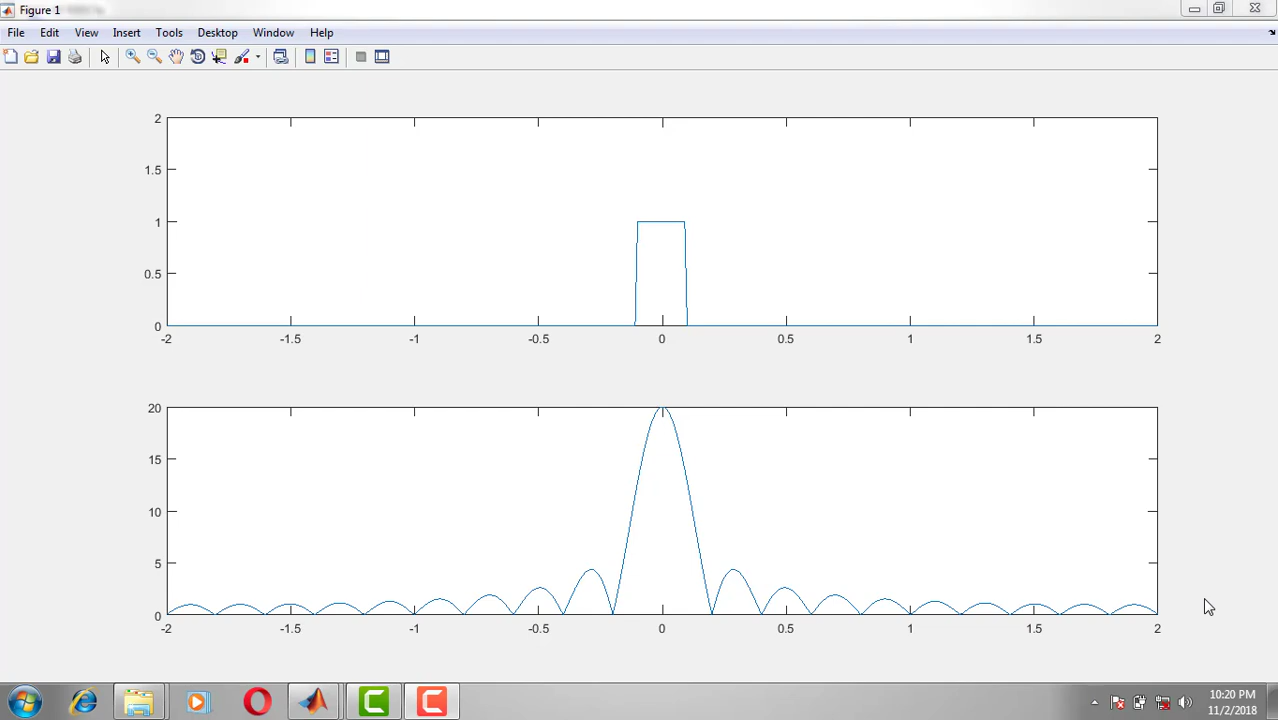 Figure 1
File Edit View Insert Tools Desktop Window Help
2
1.5
1
0.5
0
-2 -1.5 -1 -0.5 0 0.5 1 1.5 2
20
15
10
5
0
-2 -1.5 -1 -0.5 0 0.5 1 1.5 2
10:20 PM
11/2/2018